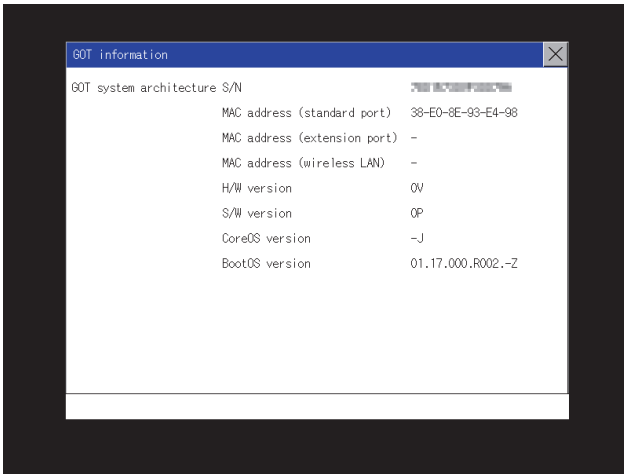 GOT information
GOT system architecture S/N
MAC address (standard port) 38-E0-8E-93-E4-98
MAC address (extension port) -
MAC address (wireless LAN) -
H/W version 0V
S/W version 0P
CoreOS version -J
BootOS version 01.17.000.R002.-Z